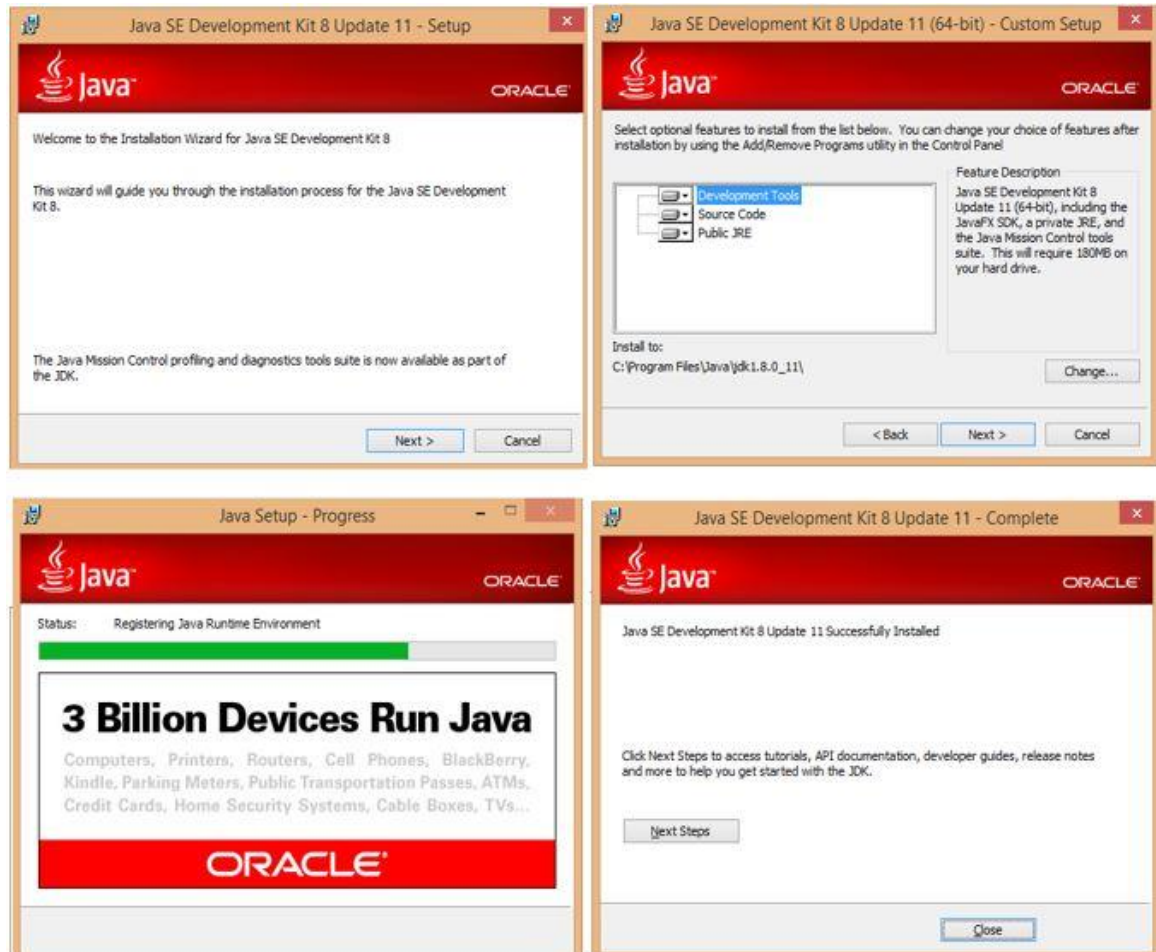 Java SE Development Kit 8 Update 11 - Setup
Java™
ORACLE
Welcome to the Installation Wizard for Java SE Development Kit 8
This wizard will guide you through the installation process for the Java SE Development
Kit 8.
The Java Mission Control profiling and diagnostics tools suite is now available as part of
the JDK.
Next >
Cancel
Java SE Development Kit 8 Update 11 (64-bit) - Custom Setup
Java™
ORACLE
Select optional features to install from the list below. You can change your choice of features after
installation by using the Add/Remove Programs utility in the Control Panel
Development Tools
Source Code
Public JRE
Feature Description
Java SE Development Kit 8
Update 11 (64-bit), including the
JavaFX SDK, a private JRE, and
the Java Mission Control tools
suite. This will require 180MB on
your hard drive.
Install to:
C:\Program Files\Java\jdk1.8.0_11\
Change...
< Back
Next >
Cancel
Java Setup - Progress
Java™
ORACLE
Status: Registering Java Runtime Environment
3 Billion Devices Run Java
Computers, Printers, Routers, Cell Phones, BlackBerry,
Kindle, Parking Meters, Public Transportation Passes, ATMs,
Credit Cards, Home Security Systems, Cable Boxes, TVs...
ORACLE
Java SE Development Kit 8 Update 11 - Complete
Java™
ORACLE
Java SE Development Kit 8 Update 11 Successfully Installed
Click Next Steps to access tutorials, API documentation, developer guides, release notes
and more to help you get started with the JDK.
Next Steps
Close